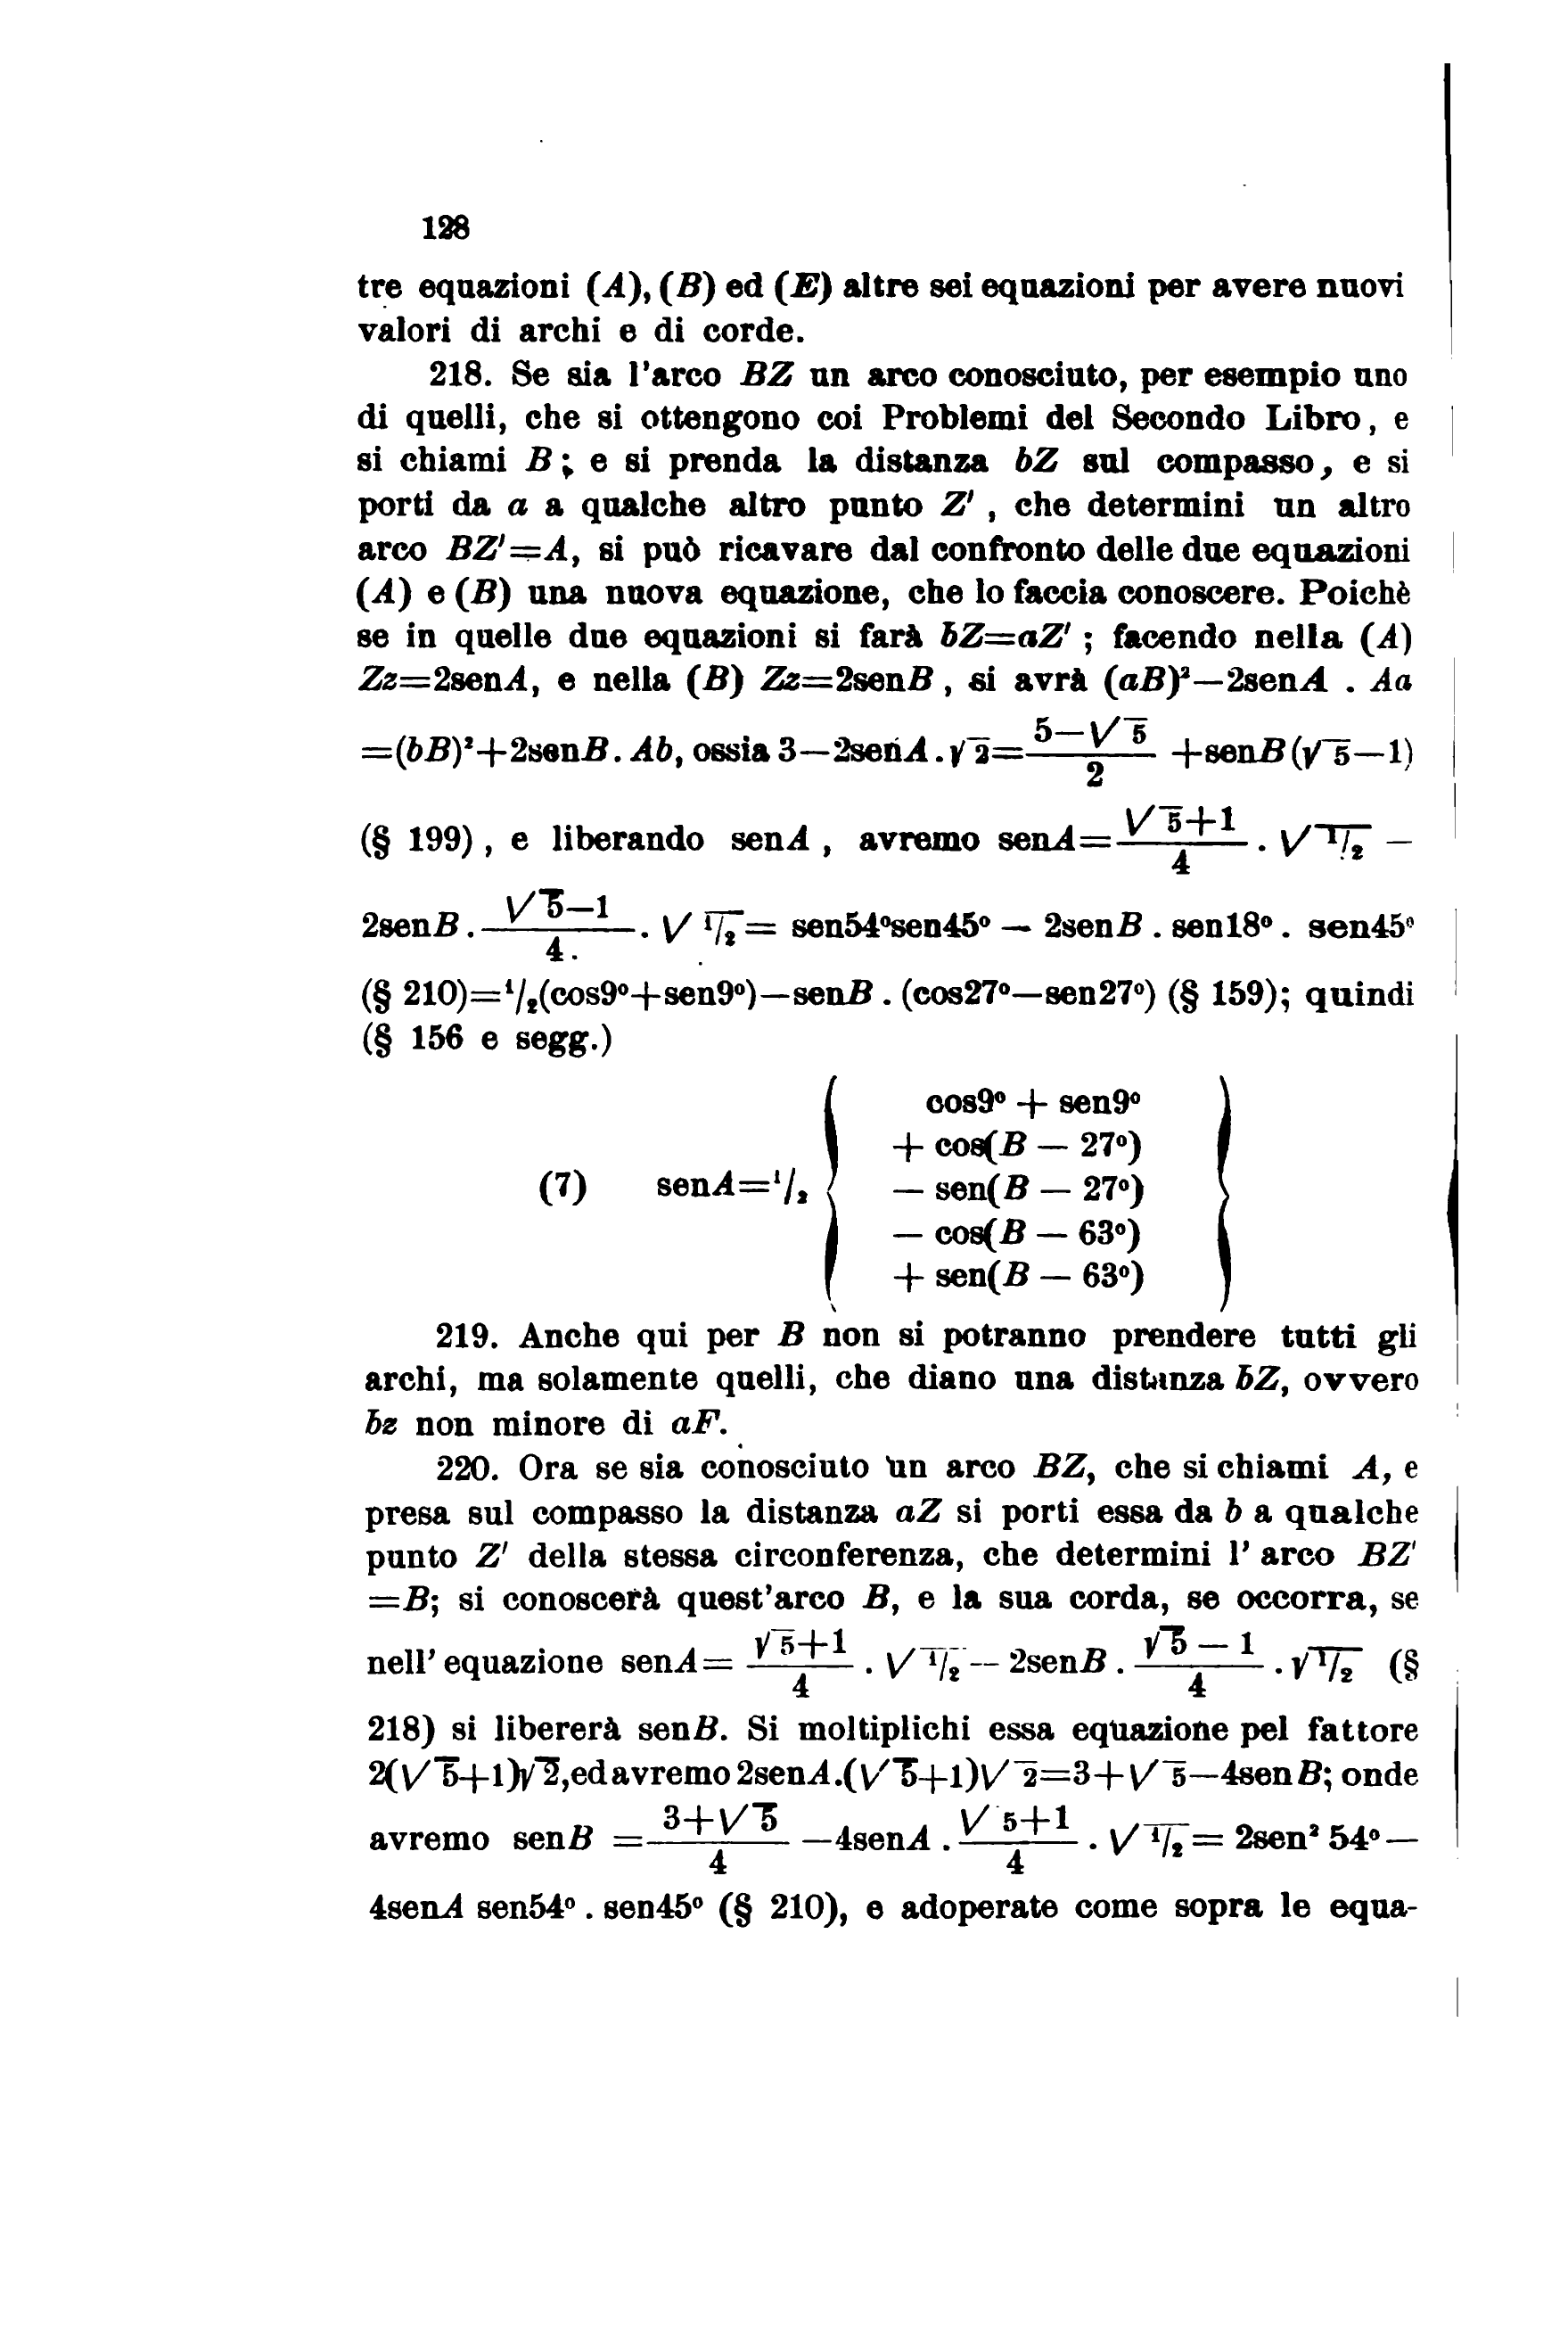 128
tre equazioni (A), (B) ed (E) altre sei equazioni per avere nuovi
valori di archi e di corde.
218. Se sia l'arco BZ un arco conosciuto, per esempio uno
di quelli, che si ottengono coi Problemi del Secondo Libro, e
si chiami B; e si prenda la distanza bZ sul compasso, e si
porti da a a qualche altro punto Z', che determini un altro
arco BZ'=A, si può ricavare dal confronto delle due equazioni
(A) e (B) una nuova equazione, che lo faccia conoscere. Poichè
se in quelle due equazioni si farà bZ=aZ'; facendo nella (A)
Zz=2senA, e nella (B) Zz=2senB, si avrà (aB)²—2senA . Aa
=(bB)²+2senB. Ab, ossia 3—2senA.√2=(5—√5)/2 +senB(√5—1)
(§ 199), e liberando senA, avremo senA=(√5+1)/4 . √1/2 —
2senB.(√5—1)/4 . √1/2= sen54°sen45° — 2senB . sen18° . sen45°
(§ 210)=1/2(cos9°+sen9°)—senB . (cos27°—sen27°) (§ 159); quindi
(§ 156 e segg.)
cos9° + sen9°
+ cos(B — 27°)
(7) senA=1/2 { — sen(B — 27°) }
— cos(B — 63°)
+ sen(B — 63°)
219. Anche qui per B non si potranno prendere tutti gli
archi, ma solamente quelli, che diano una distanza bZ, ovvero
bz non minore di aF.
220. Ora se sia conosciuto un arco BZ, che si chiami A, e
presa sul compasso la distanza aZ si porti essa da b a qualche
punto Z' della stessa circonferenza, che determini l' arco BZ'
=B; si conoscerà quest'arco B, e la sua corda, se occorra, se
nell' equazione senA= (√5+1)/4 . √1/2 — 2senB . (√5 — 1)/4 . √1/2 (§
218) si libererà senB. Si moltiplichi essa equazione pel fattore
2(√5+1)√2, ed avremo 2senA.(√5+1)√2=3+√5—4senB; onde
avremo senB =(3+√5)/4 —4senA . (√5+1)/4 . √1/2= 2sen² 54°—
4senA sen54° . sen45° (§ 210), e adoperate come sopra le equa-